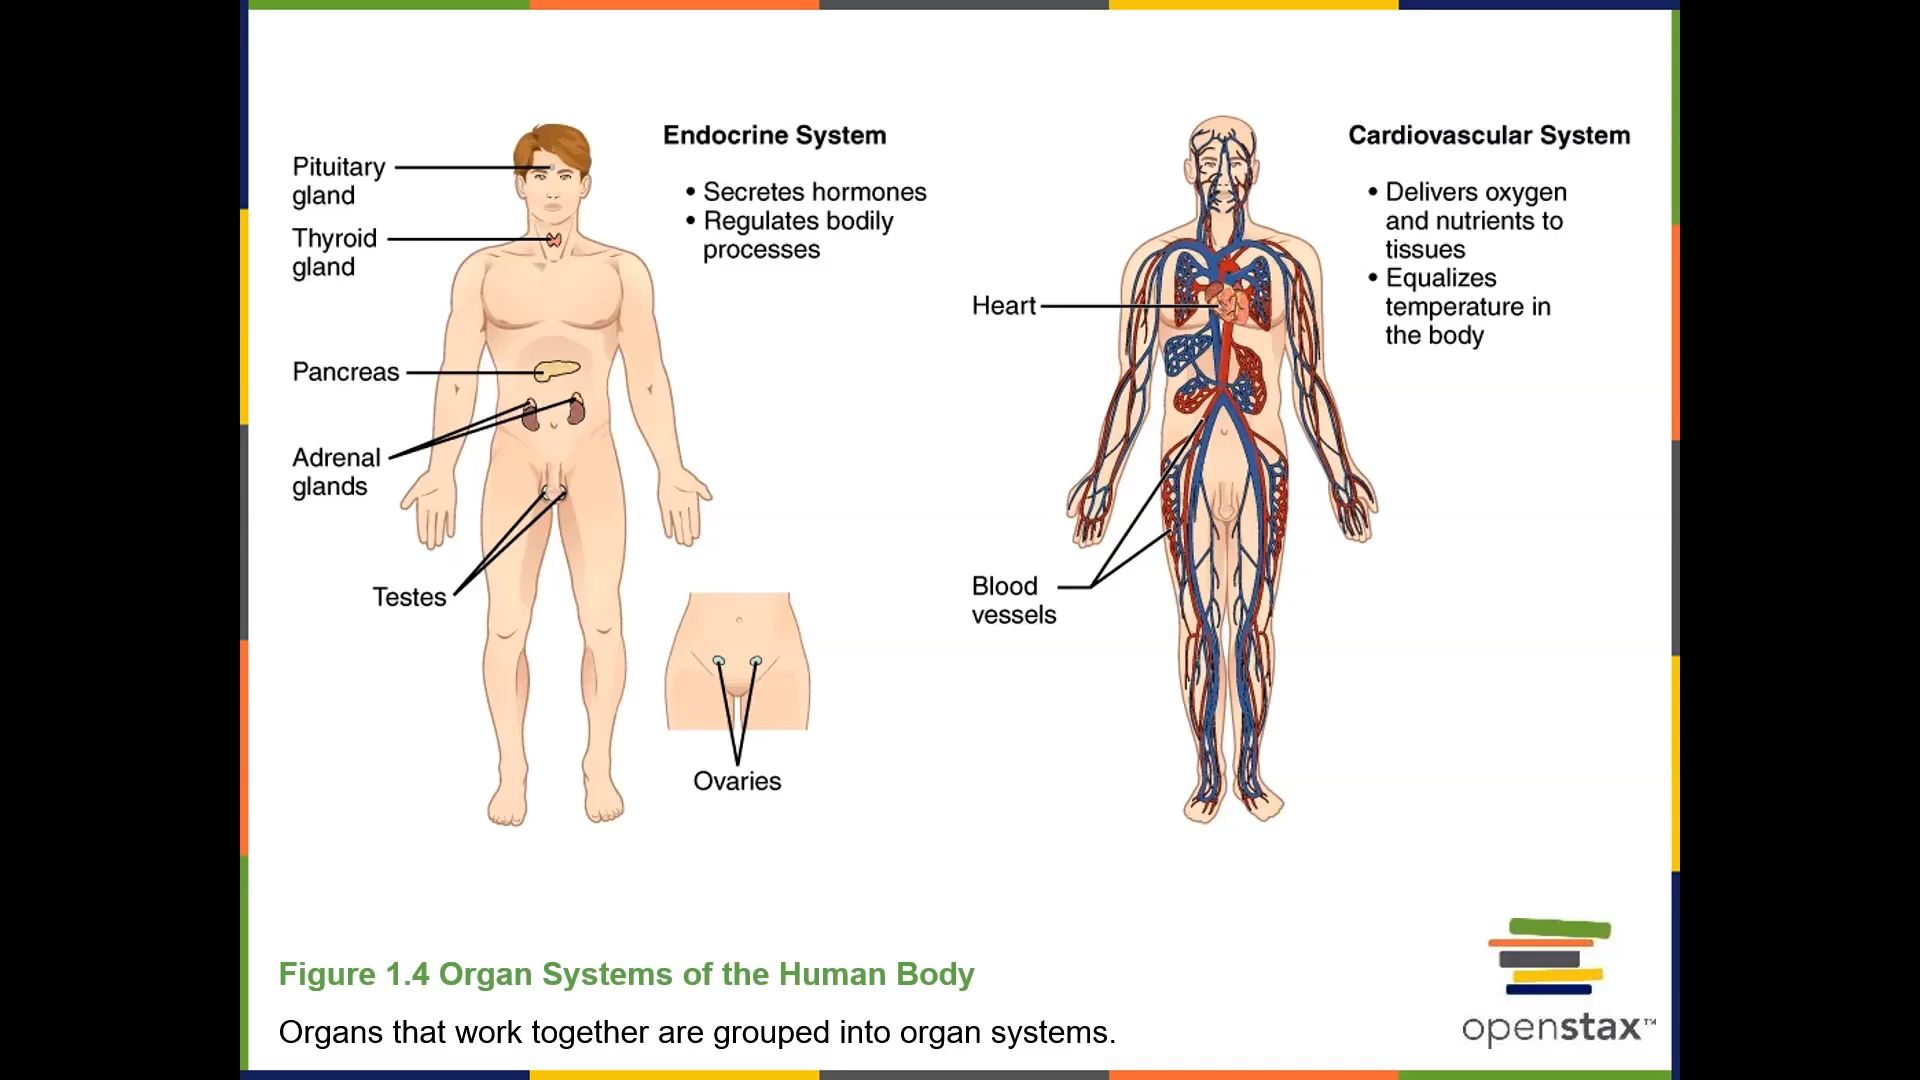 Endocrine System
• Secretes hormones
• Regulates bodily
processes
Pituitary
gland
Thyroid
gland
Pancreas
Adrenal
glands
Testes
Ovaries
Cardiovascular System
• Delivers oxygen
and nutrients to
tissues
• Equalizes
temperature in
the body
Heart
Blood
vessels
Figure 1.4 Organ Systems of the Human Body
Organs that work together are grouped into organ systems.
openstax™